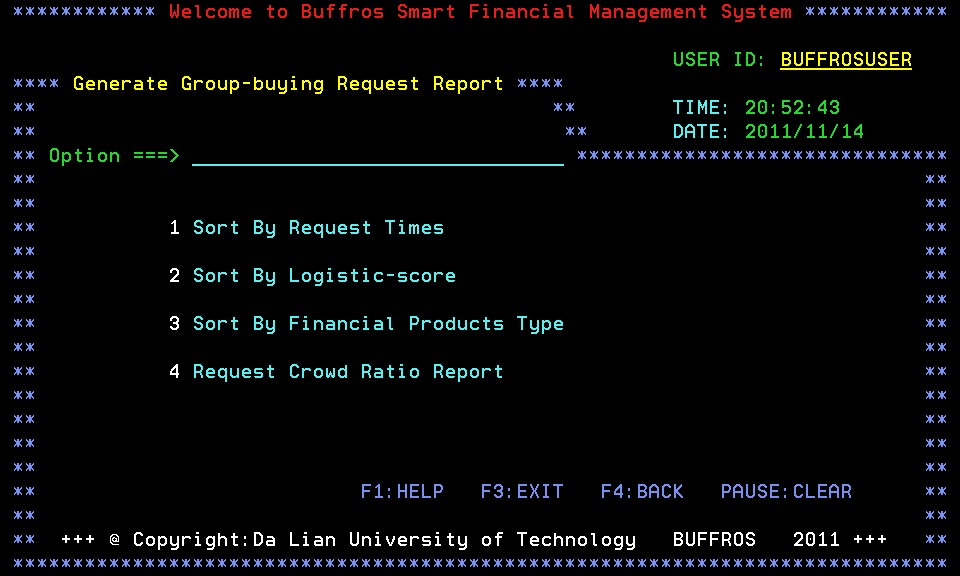 ************ Welcome to Buffros Smart Financial Management System ************
USER ID: BUFFROSUSER
**** Generate Group-buying Request Report ****
** ** TIME: 20:52:43
** ** DATE: 2011/11/14
** Option ===> _______________________________ *******************************
** **
** **
** 1 Sort By Request Times **
** **
** 2 Sort By Logistic-score **
** **
** 3 Sort By Financial Products Type **
** **
** 4 Request Crowd Ratio Report **
** **
** **
** **
** **
** F1:HELP F3:EXIT F4:BACK PAUSE:CLEAR **
** **
** +++ @ Copyright:Da Lian University of Technology BUFFROS 2011 +++ **
******************************************************************************